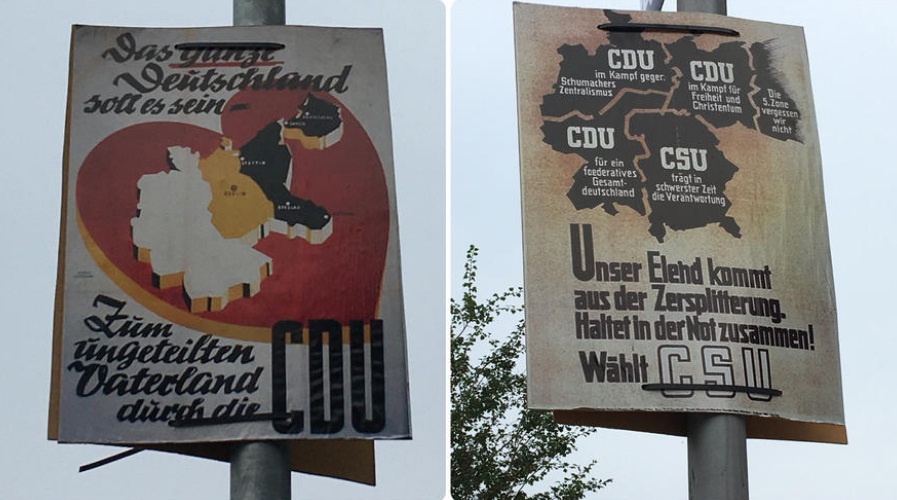 Das ganze
Deutschland
soll es sein-
STETTIN
BERLIN
BRESLAU
Zum
ungeteilten
Vaterland
durch die
CDU
CDU
im Kampf gegen
Schumachers
Zentralismus
CDU
im Kampf für
Freiheit und
Christentum
Die
5. Zone
vergessen
wir
nicht
CDU
für ein
foederatives
Gesamt-
deutschland
CSU
trägt in
schwerster Zeit
die Verantwortung
Unser Elend kommt
aus der Zersplitterung.
Haltet in der Not zusammen!
Wählt CSU